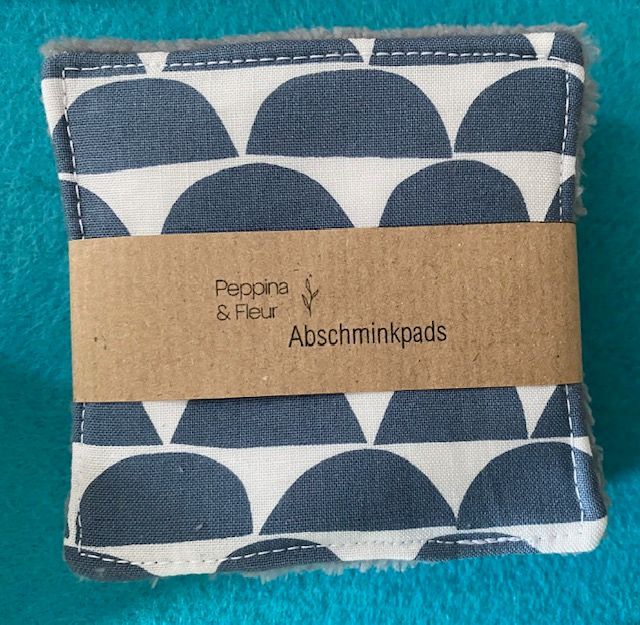 Peppina
& Fleur
Abschminkpads